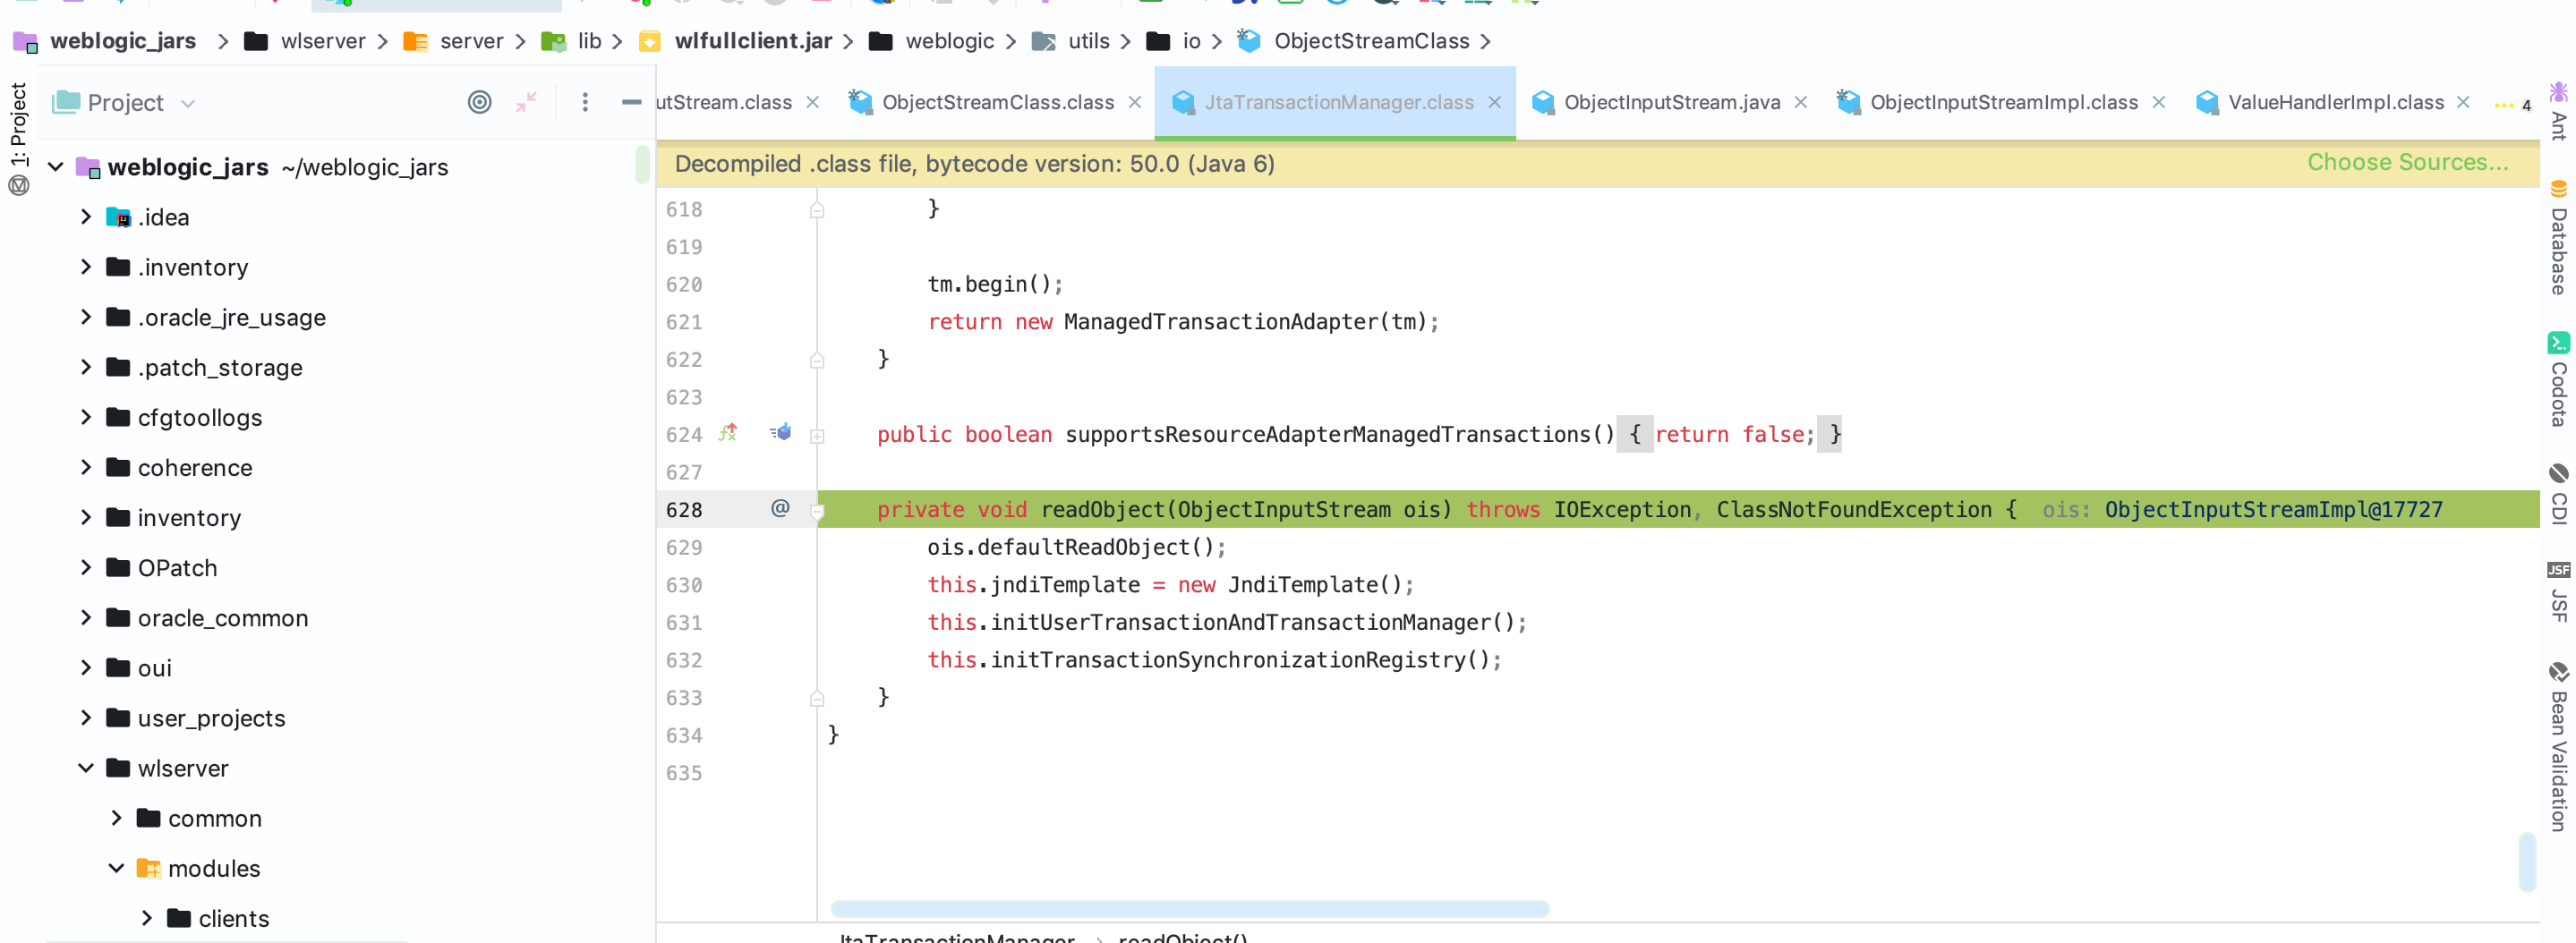 weblogic_jars > wlserver > server > lib > wlfullclient.jar > weblogic > utils > io > ObjectStreamClass >
1: Project
Project
utStream.class × ObjectStreamClass.class × JtaTransactionManager.class × ObjectInputStream.java × ObjectInputStreamImpl.class × ValueHandlerImpl.class × 4
Decompiled .class file, bytecode version: 50.0 (Java 6) Choose Sources...
weblogic_jars ~/weblogic_jars
.idea
.inventory
.oracle_jre_usage
.patch_storage
cfgtoollogs
coherence
inventory
OPatch
oracle_common
oui
user_projects
wlserver
common
modules
clients
618 }
619
620 tm.begin();
621 return new ManagedTransactionAdapter(tm);
622 }
623
624 public boolean supportsResourceAdapterManagedTransactions() { return false; }
627
628 @ private void readObject(ObjectInputStream ois) throws IOException, ClassNotFoundException { ois: ObjectInputStreamImpl@17727
629 ois.defaultReadObject();
630 this.jndiTemplate = new JndiTemplate();
631 this.initUserTransactionAndTransactionManager();
632 this.initTransactionSynchronizationRegistry();
633 }
634 }
635
JtaTransactionManager > readObject()
Ant
Database
Codota
CDI
JSF
JSF
Bean Validation